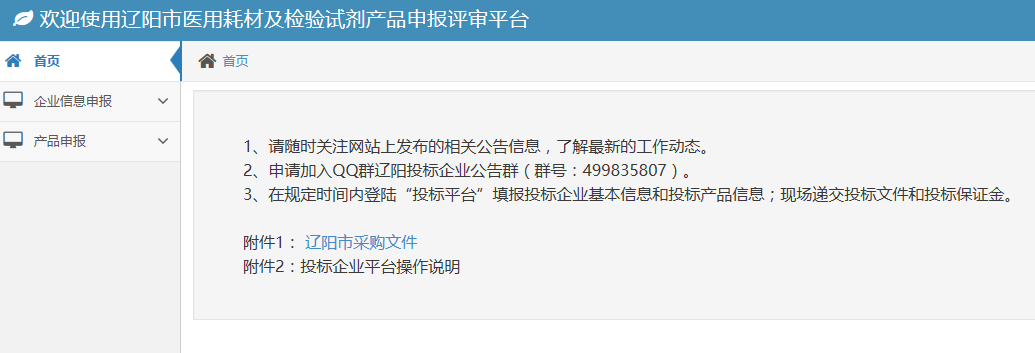 欢迎使用辽阳市医用耗材及检验试剂产品申报评审平台
首页
首页
企业信息申报
产品申报
1、请随时关注网站上发布的相关公告信息，了解最新的工作动态。
2、申请加入QQ群辽阳投标企业公告群（群号：499835807）。
3、在规定时间内登陆“投标平台”填报投标企业基本信息和投标产品信息；现场递交投标文件和投标保证金。
附件1： 辽阳市采购文件
附件2：投标企业平台操作说明